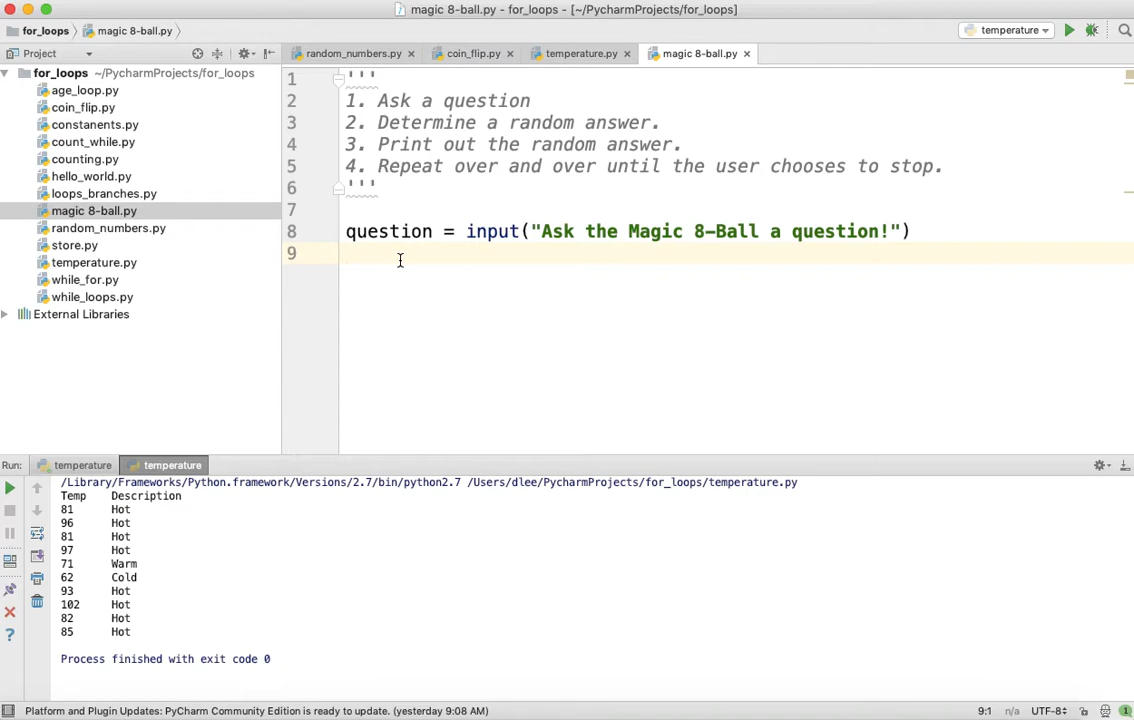 magic 8-ball.py - for_loops - [~/PycharmProjects/for_loops]
for_loops
magic 8-ball.py
temperature
Project
random_numbers.py
coin_flip.py
temperature.py
magic 8-ball.py
for_loops ~/PycharmProjects/for_loops
age_loop.py
coin_flip.py
constanents.py
count_while.py
counting.py
hello_world.py
loops_branches.py
magic 8-ball.py
random_numbers.py
store.py
temperature.py
while_for.py
while_loops.py
External Libraries
1 '''
2 1. Ask a question
3 2. Determine a random answer.
4 3. Print out the random answer.
5 4. Repeat over and over until the user chooses to stop.
6 '''
7
8 question = input("Ask the Magic 8-Ball a question!")
9
Run: temperature temperature
/Library/Frameworks/Python.framework/Versions/2.7/bin/python2.7 /Users/dlee/PycharmProjects/for_loops/temperature.py
Temp Description
81 Hot
96 Hot
81 Hot
97 Hot
71 Warm
62 Cold
93 Hot
102 Hot
82 Hot
85 Hot
Process finished with exit code 0
Platform and Plugin Updates: PyCharm Community Edition is ready to update. (yesterday 9:08 AM)
9:1 n/a UTF-8 1